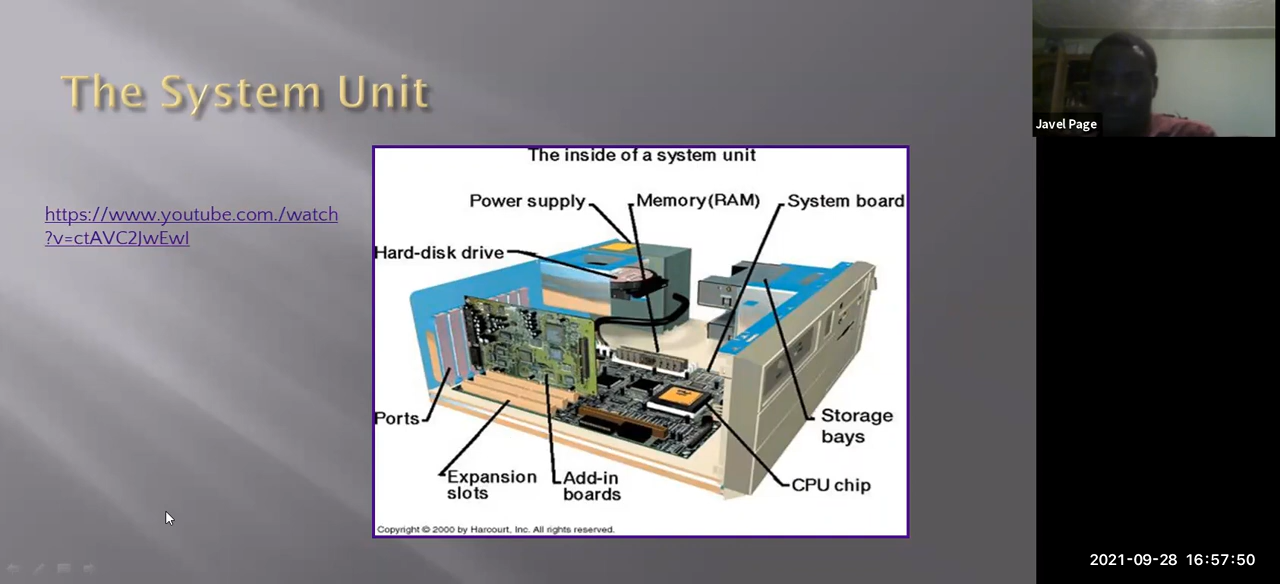 The System Unit
https://www.youtube.com./watch
?v=ctAVC2JwEwI
The inside of a system unit
Power supply
Memory(RAM)
System board
Hard-disk drive
Ports
Expansion
slots
Add-in
boards
Storage
bays
CPU chip
Copyright © 2000 by Harcourt, Inc. All rights reserved.
Javel Page
2021-09-28 16:57:50